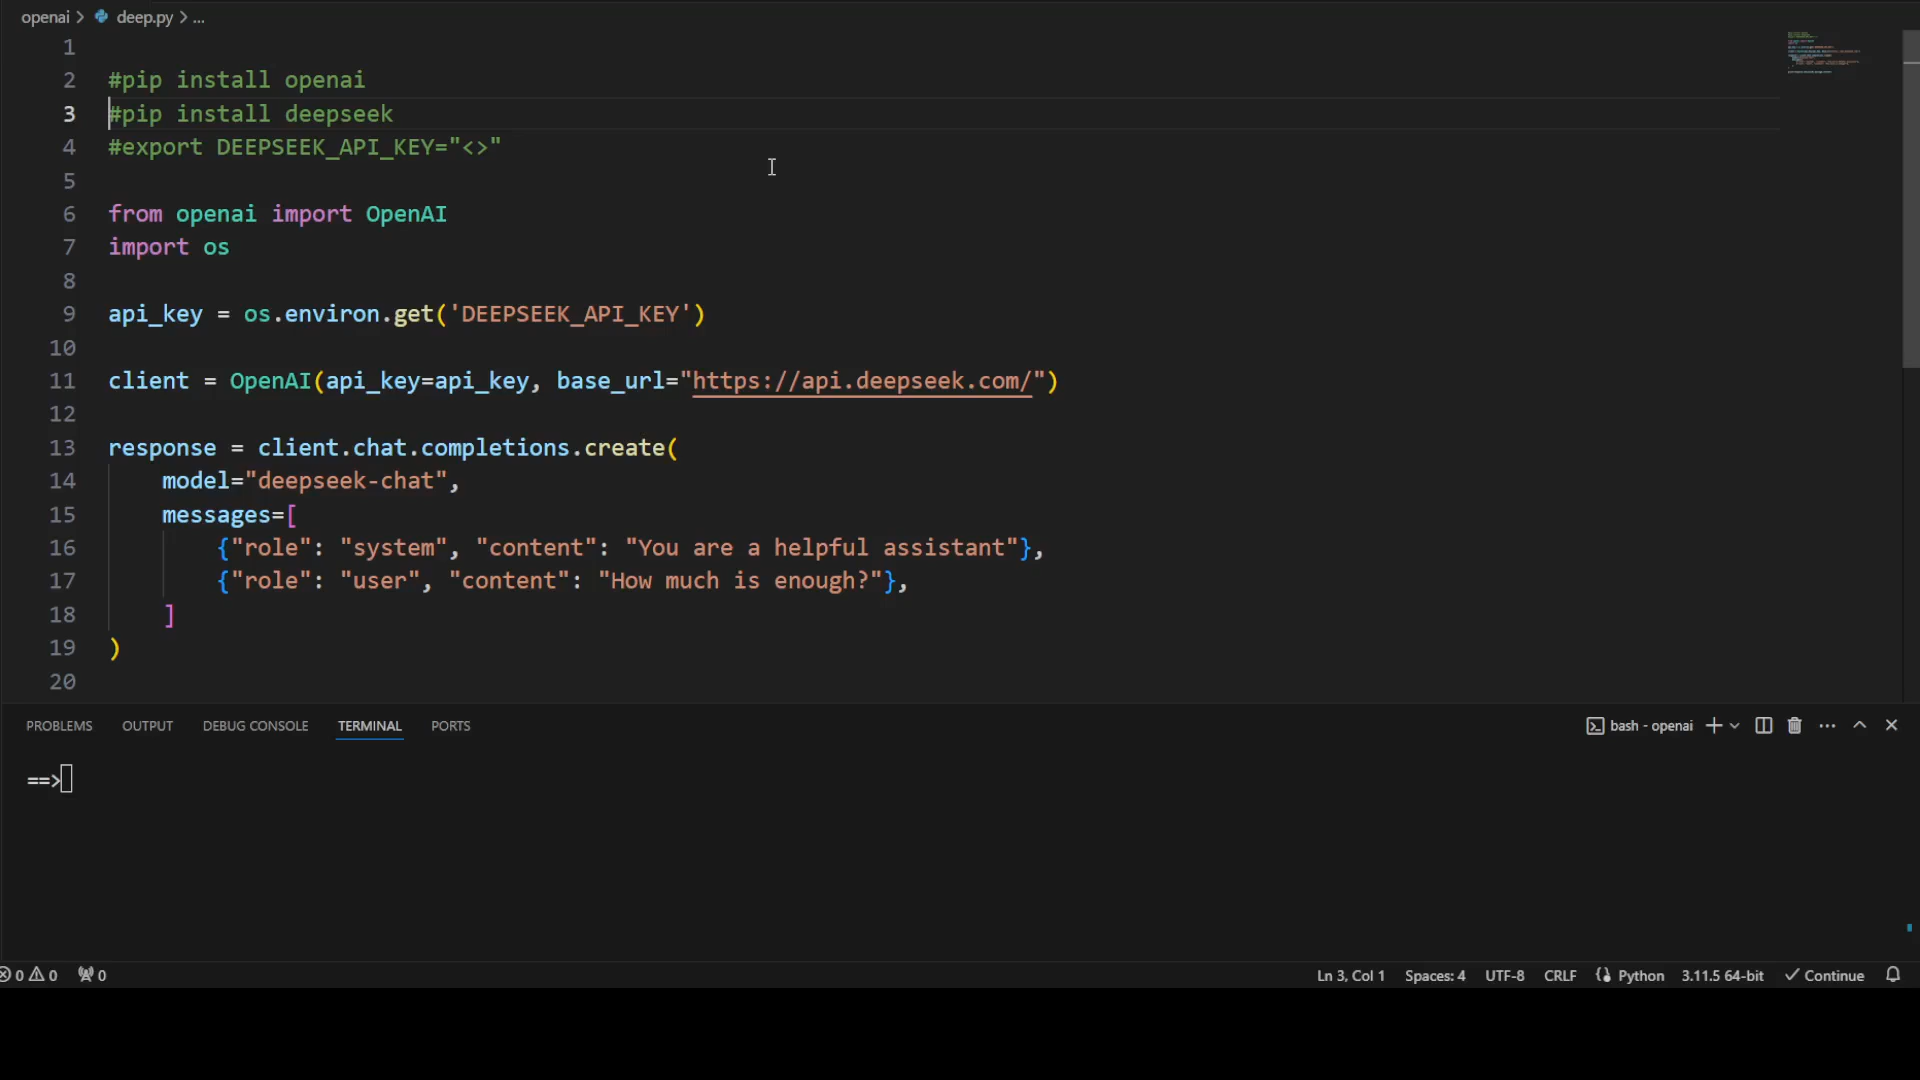 openai > deep.py > ...
1
2 #pip install openai
3 #pip install deepseek
4 #export DEEPSEEK_API_KEY="<>"
5
6 from openai import OpenAI
7 import os
8
9 api_key = os.environ.get('DEEPSEEK_API_KEY')
10
11 client = OpenAI(api_key=api_key, base_url="https://api.deepseek.com/")
12
13 response = client.chat.completions.create(
14     model="deepseek-chat",
15     messages=[
16         {"role": "system", "content": "You are a helpful assistant"},
17         {"role": "user", "content": "How much is enough?"},
18     ]
19 )
20
PROBLEMS OUTPUT DEBUG CONSOLE TERMINAL PORTS bash - openai
==>
0 0 0 Ln 3, Col 1 Spaces: 4 UTF-8 CRLF Python 3.11.5 64-bit Continue